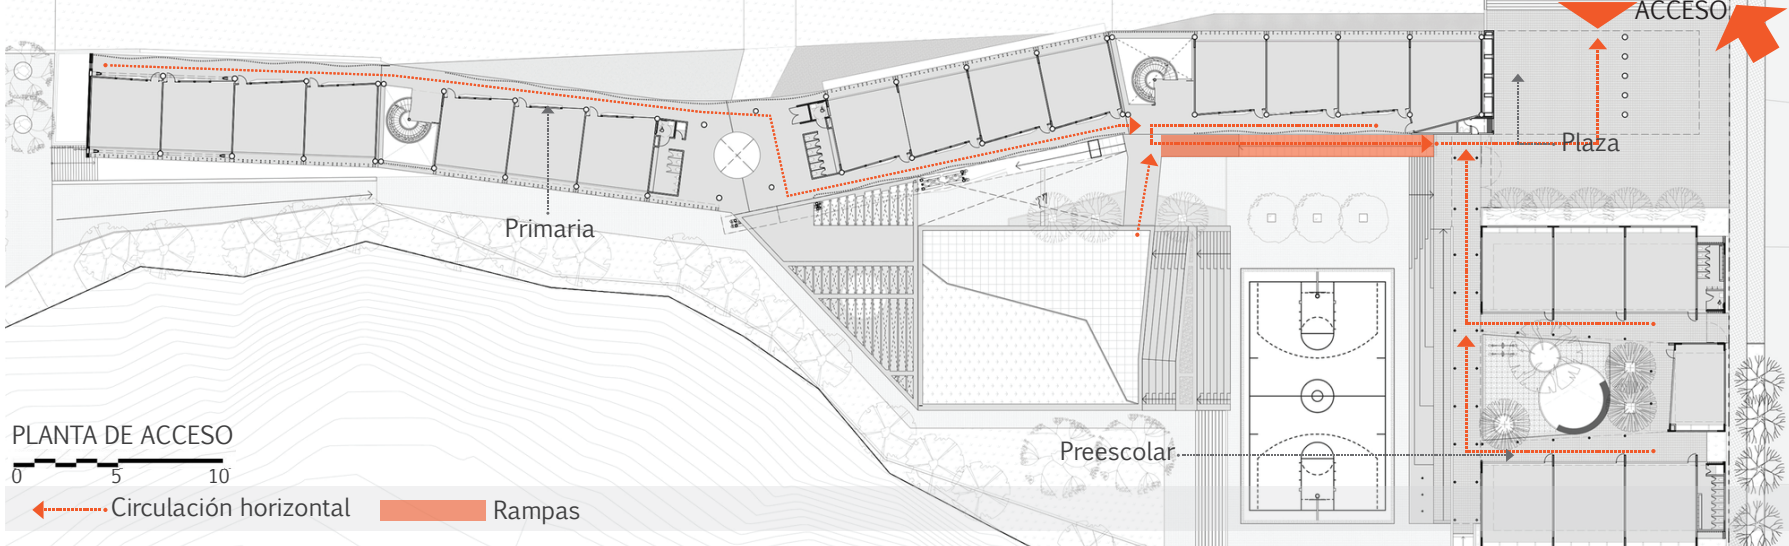 ACCESO
Plaza
Primaria
Preescolar
PLANTA DE ACCESO
0 5 10
Circulación horizontal
Rampas